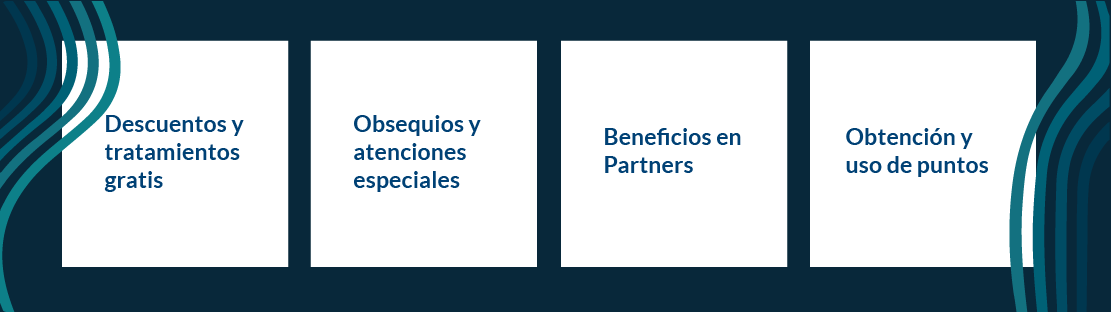 Descuentos y
tratamientos
gratis
Obsequios y
atenciones
especiales
Beneficios en
Partners
Obtención y
uso de puntos